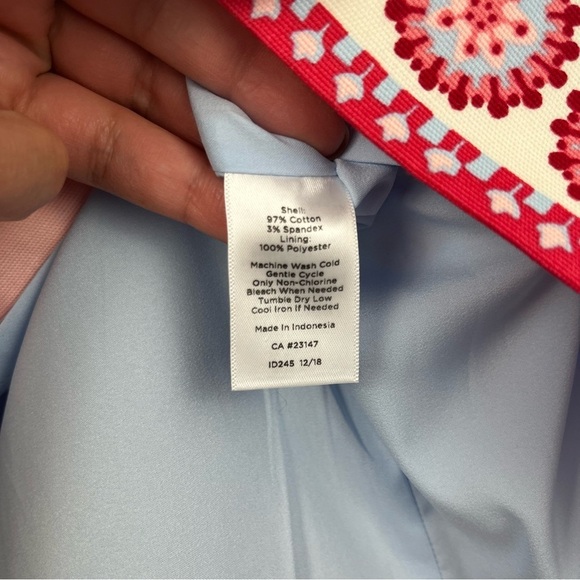 Shell:
97% Cotton
3% Spandex
Lining:
100% Polyester
Machine Wash Cold
Gentle Cycle
Only Non-Chlorine
Bleach When Needed
Tumble Dry Low
Cool Iron If Needed
Made In Indonesia
CA #23147
ID245 12/18